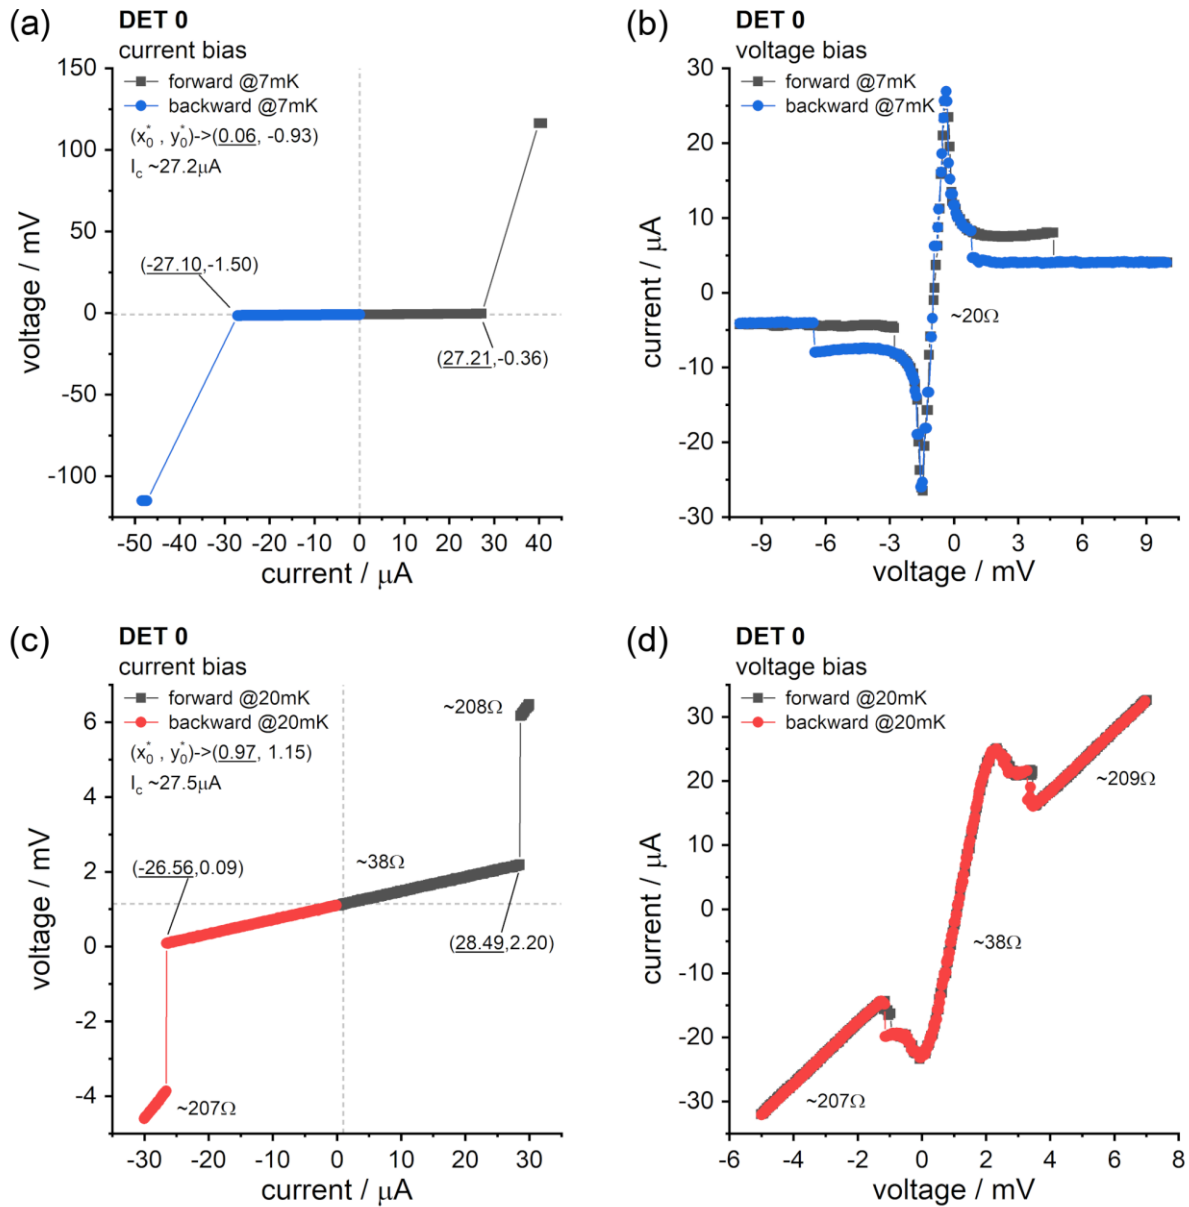 (a)
DET 0
current bias
forward @7mK
backward @7mK
(x₀*, y₀*)->(0.06, -0.93)
I_c ~27.2μA
150
100
50
0
-50
-100
voltage / mV
(-27.10,-1.50)
(27.21,-0.36)
-50 -40 -30 -20 -10 0 10 20 30 40
current / μA
(b)
DET 0
voltage bias
forward @7mK
backward @7mK
30
20
10
0
-10
-20
-30
current / μA
~20Ω
-9 -6 -3 0 3 6 9
voltage / mV
(c)
DET 0
current bias
forward @20mK
backward @20mK
(x₀*, y₀*)->(0.97, 1.15)
I_c ~27.5μA
6
4
2
0
-2
-4
voltage / mV
~208Ω
~38Ω
(-26.56,0.09)
(28.49,2.20)
~207Ω
-30 -20 -10 0 10 20 30
current / μA
(d)
DET 0
voltage bias
forward @20mK
backward @20mK
30
20
10
0
-10
-20
-30
current / μA
~209Ω
~38Ω
~207Ω
-6 -4 -2 0 2 4 6 8
voltage / mV